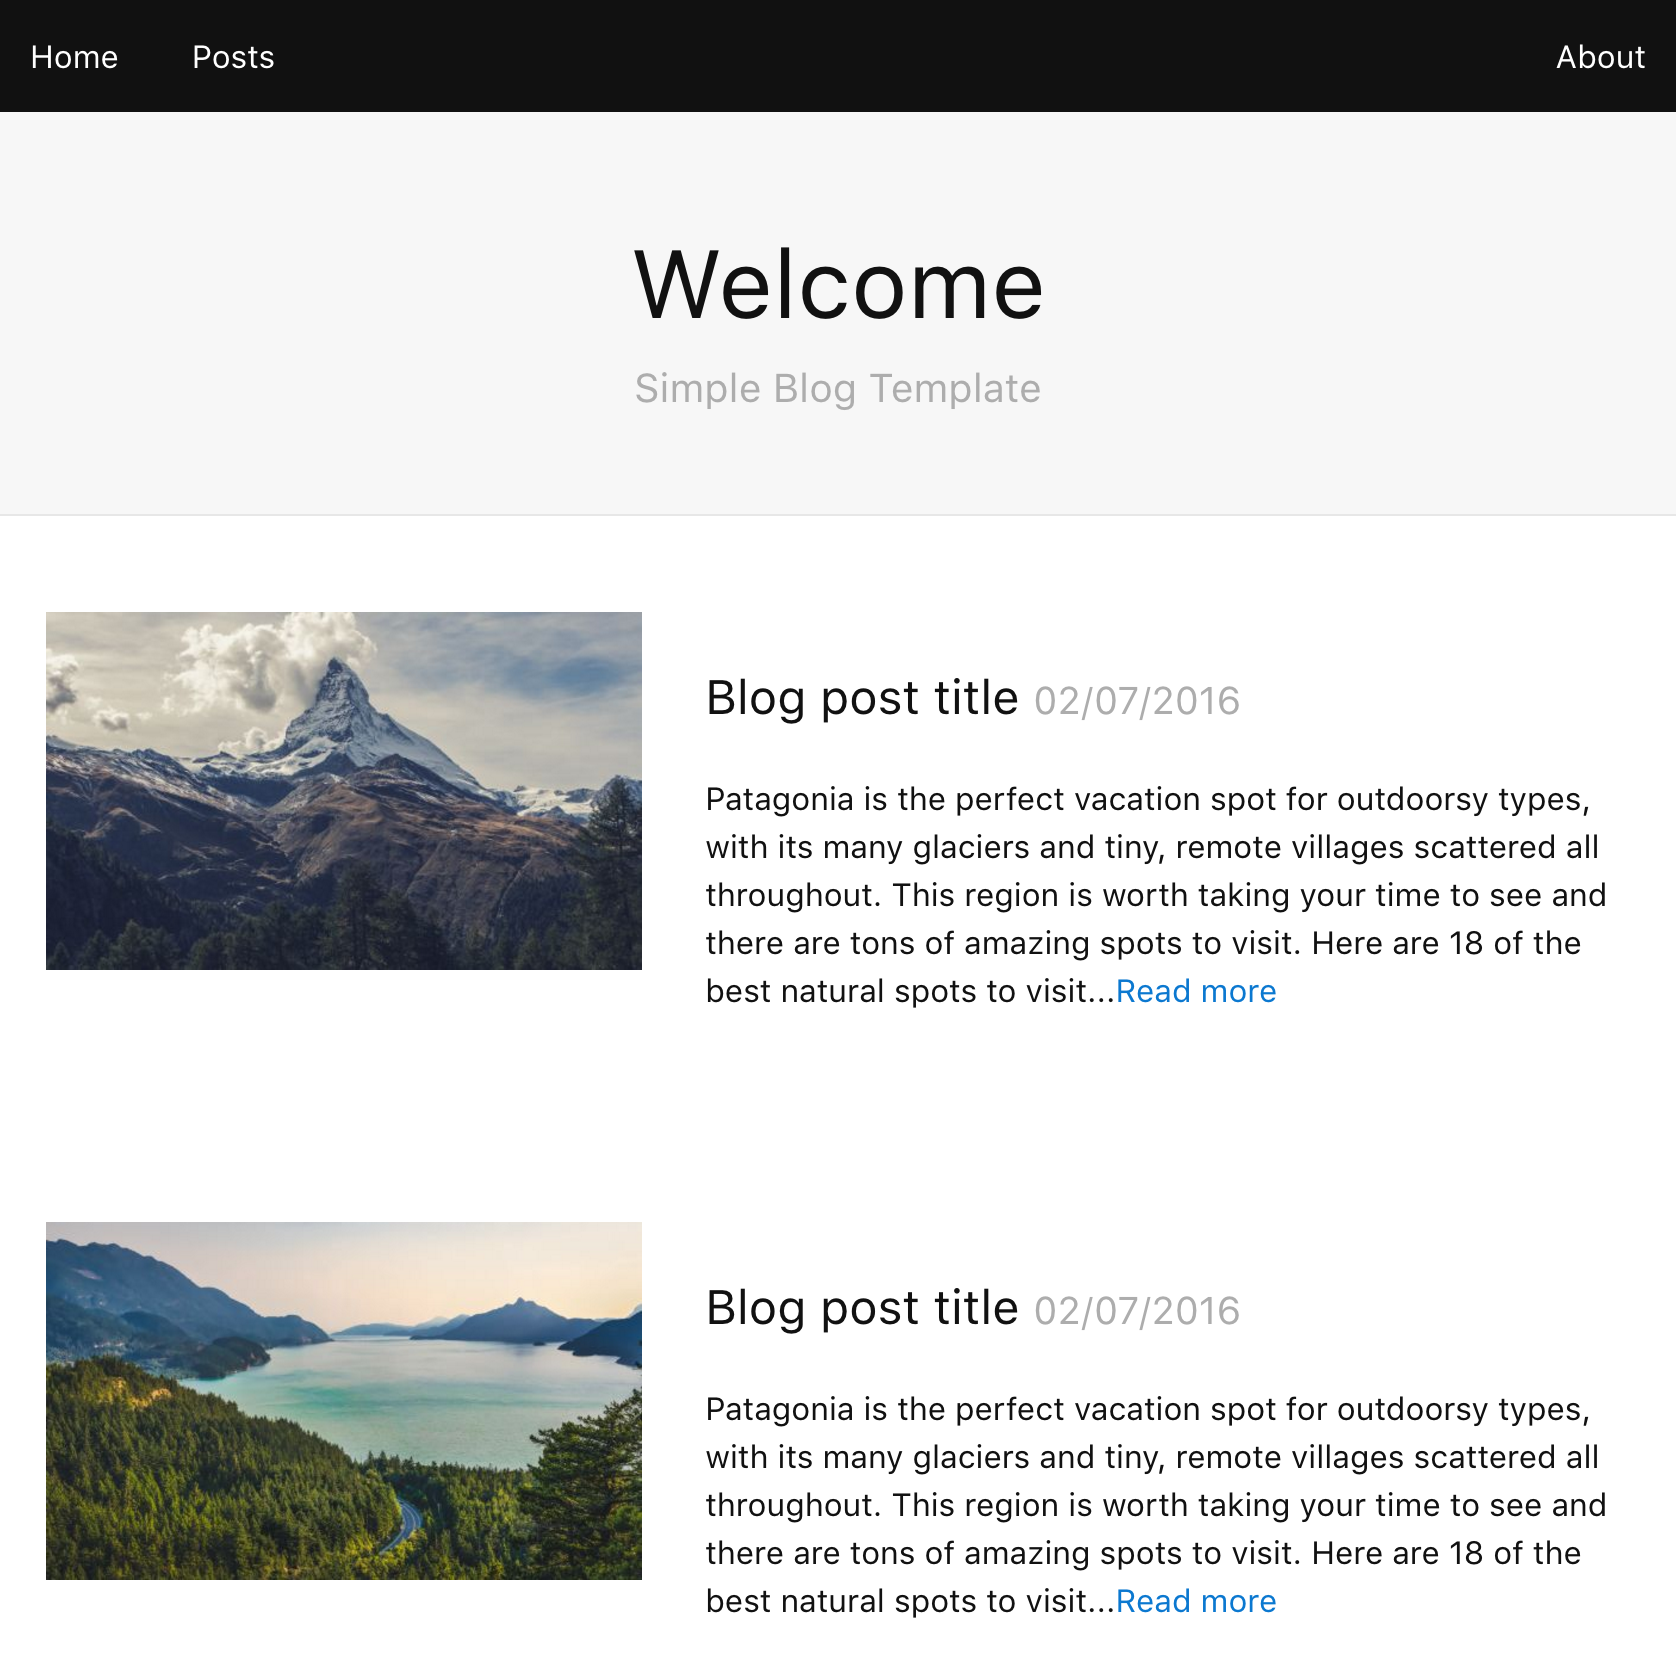 Home Posts About
Welcome
Simple Blog Template
Blog post title 02/07/2016
Patagonia is the perfect vacation spot for outdoorsy types,
with its many glaciers and tiny, remote villages scattered all
throughout. This region is worth taking your time to see and
there are tons of amazing spots to visit. Here are 18 of the
best natural spots to visit...Read more
Blog post title 02/07/2016
Patagonia is the perfect vacation spot for outdoorsy types,
with its many glaciers and tiny, remote villages scattered all
throughout. This region is worth taking your time to see and
there are tons of amazing spots to visit. Here are 18 of the
best natural spots to visit...Read more